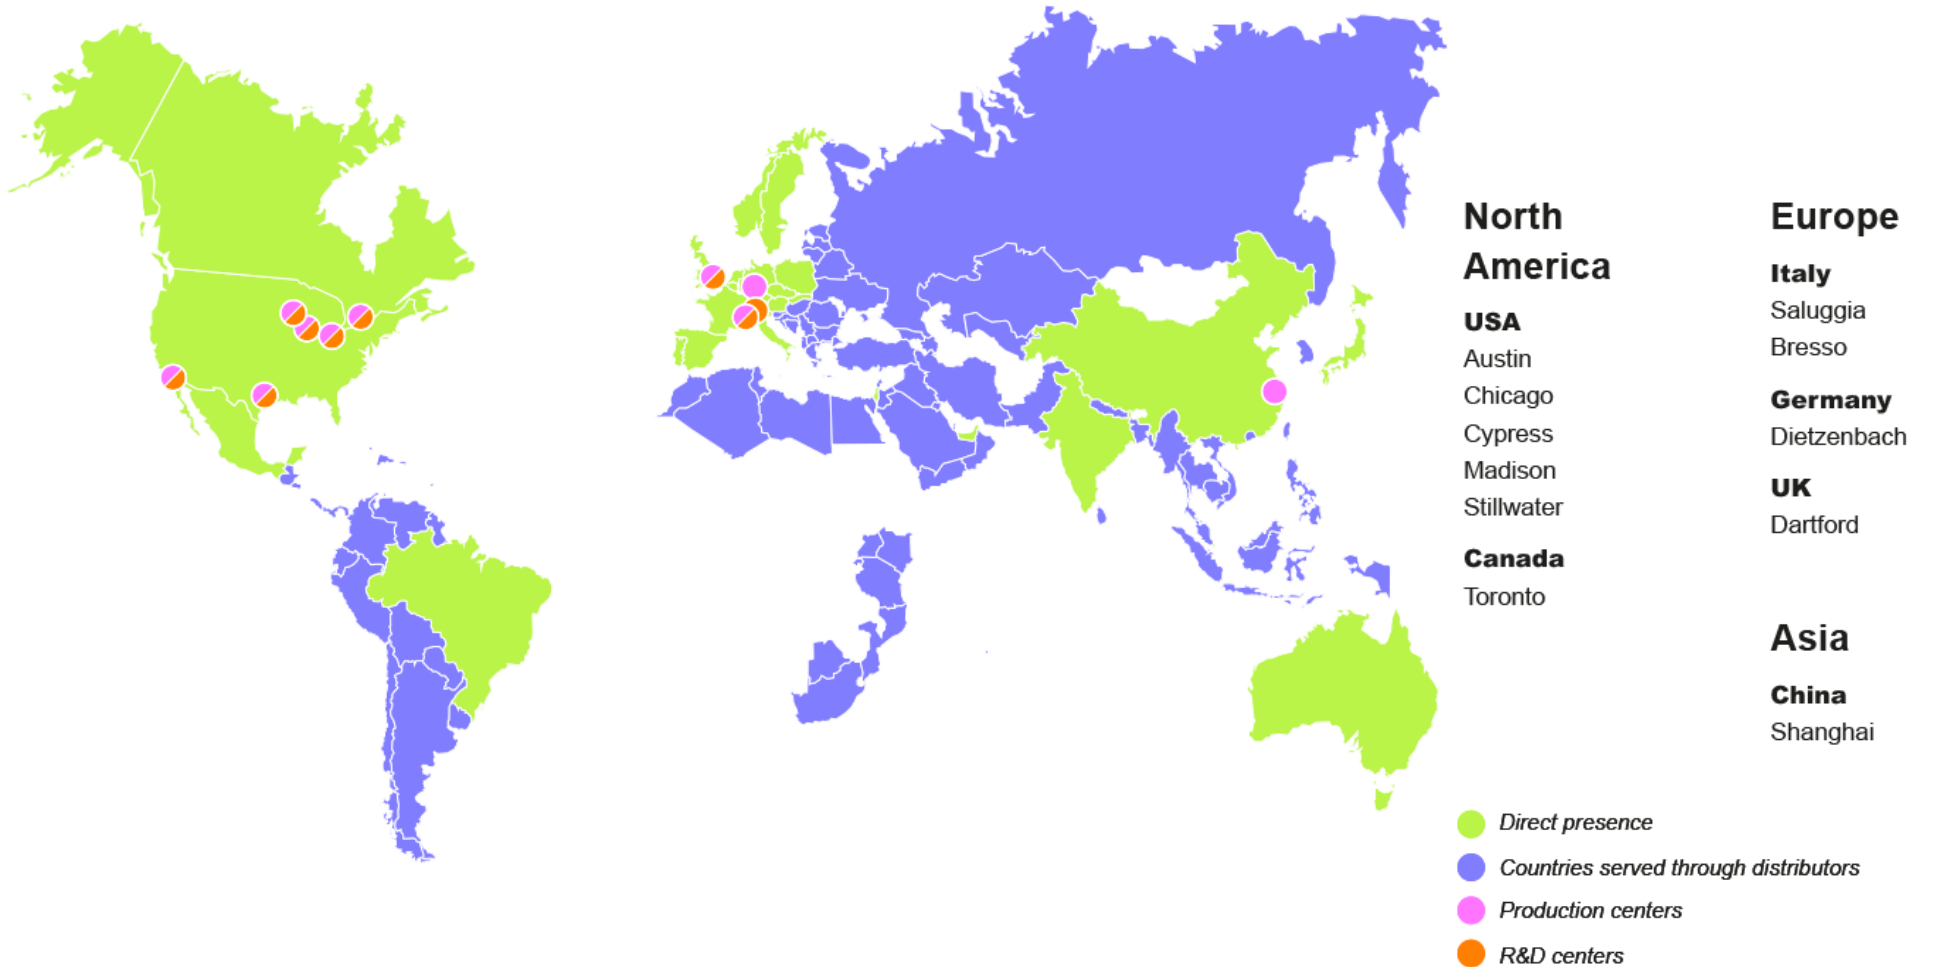 North
America
USA
Austin
Chicago
Cypress
Madison
Stillwater
Canada
Toronto
Europe
Italy
Saluggia
Bresso
Germany
Dietzenbach
UK
Dartford
Asia
China
Shanghai
Direct presence
Countries served through distributors
Production centers
R&D centers